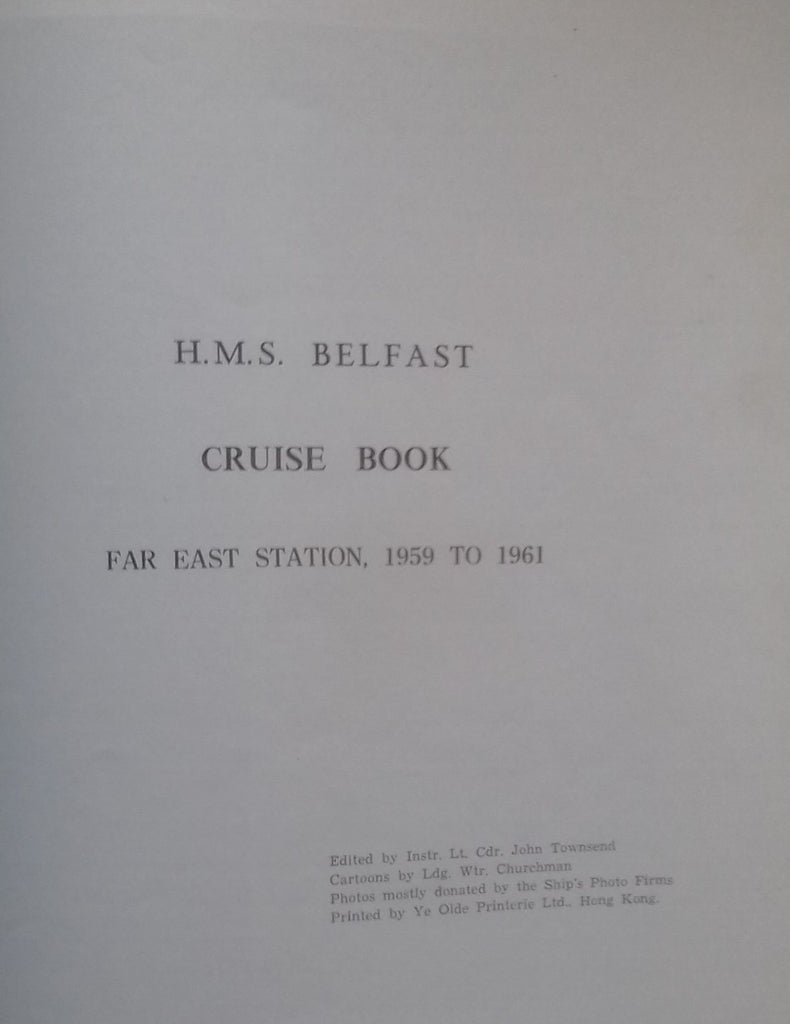 H.M.S. BELFAST
CRUISE BOOK
FAR EAST STATION, 1959 TO 1961
Edited by Instr. Lt. Cdr. John Townsend
Cartoons by Ldg. Wtr. Churchman
Photos mostly donated by the Ship's Photo Firms
Printed by Ye Olde Printerie Ltd., Hong Kong.